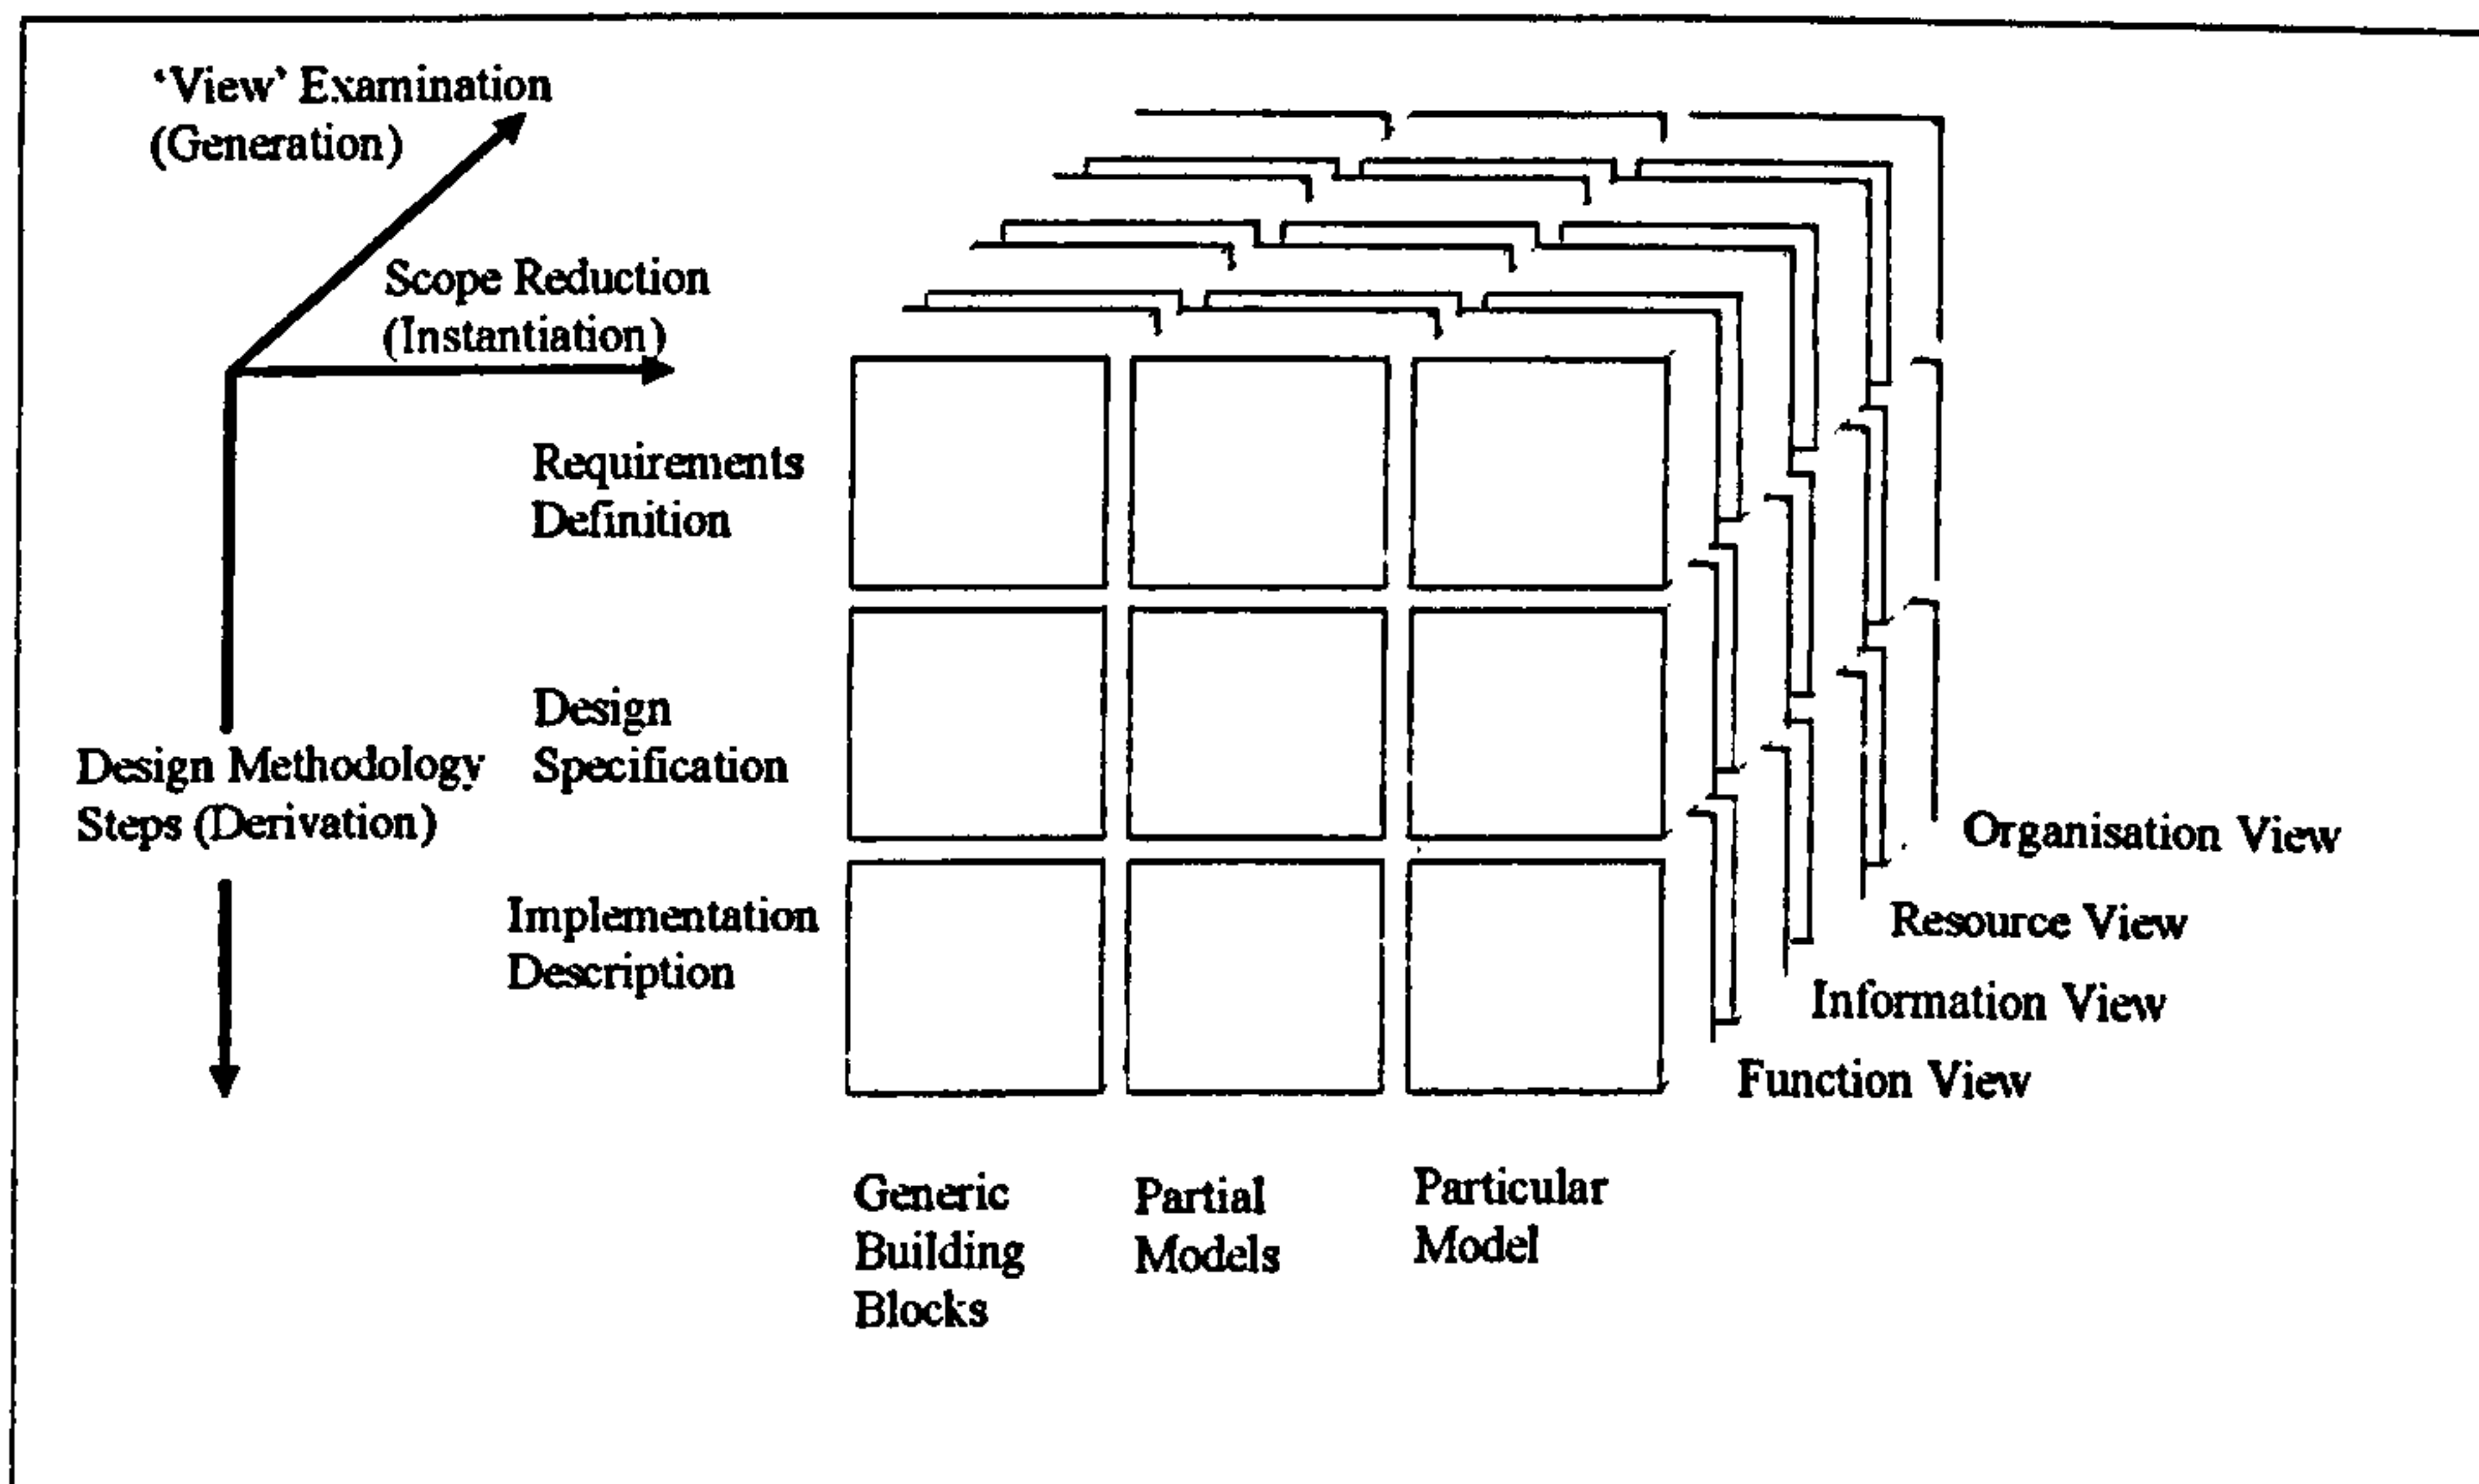 ‘View’ Examination
(Generation)
Scope Reduction
(Instantiation)
Requirements
Definition
Design
Specification
Design Methodology
Steps (Derivation)
Implementation
Description
Organisation View
Resource View
Information View
Function View
Generic
Building
Blocks
Partial
Models
Particular
Model